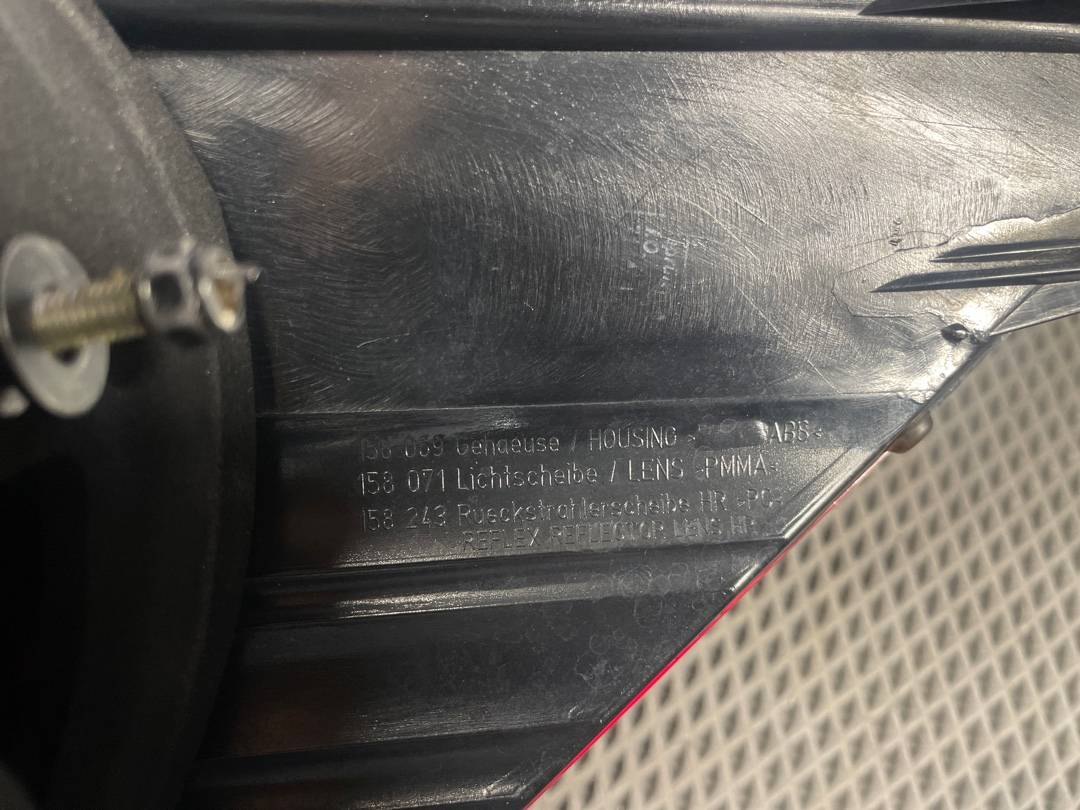 158 069 Gehaeuse / HOUSING ABS<
158 071 Lichtscheibe / LENS >PMMA<
158 243 Rueckstrahlerscheibe HR >PC<
REFLEX REFLECTOR LENS HR